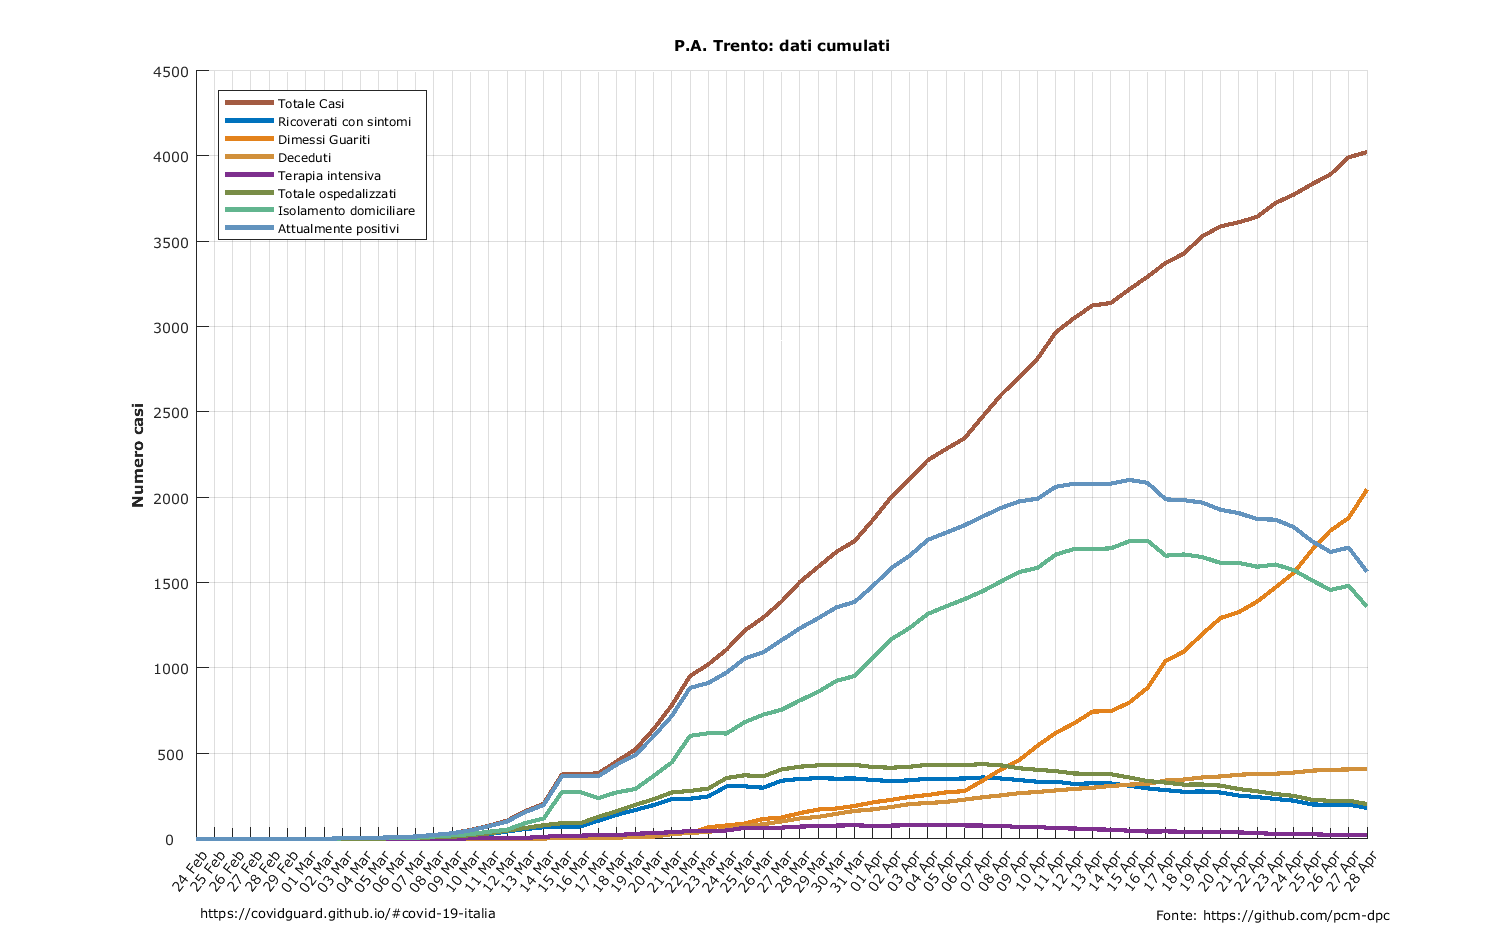 P.A. Trento: dati cumulati
4500
4000
3500
3000
2500
2000
1500
1000
500
0
Numero casi
Totale Casi
Ricoverati con sintomi
Dimessi Guariti
Deceduti
Terapia intensiva
Totale ospedalizzati
Isolamento domiciliare
Attualmente positivi
24 Feb
25 Feb
26 Feb
27 Feb
28 Feb
29 Feb
01 Mar
02 Mar
03 Mar
04 Mar
05 Mar
06 Mar
07 Mar
08 Mar
09 Mar
10 Mar
11 Mar
12 Mar
13 Mar
14 Mar
15 Mar
16 Mar
17 Mar
18 Mar
19 Mar
20 Mar
21 Mar
22 Mar
23 Mar
24 Mar
25 Mar
26 Mar
27 Mar
28 Mar
29 Mar
30 Mar
31 Mar
01 Apr
02 Apr
03 Apr
04 Apr
05 Apr
06 Apr
07 Apr
08 Apr
09 Apr
10 Apr
11 Apr
12 Apr
13 Apr
14 Apr
15 Apr
16 Apr
17 Apr
18 Apr
19 Apr
20 Apr
21 Apr
22 Apr
23 Apr
24 Apr
25 Apr
26 Apr
27 Apr
28 Apr
https://covidguard.github.io/#covid-19-italia
Fonte: https://github.com/pcm-dpc